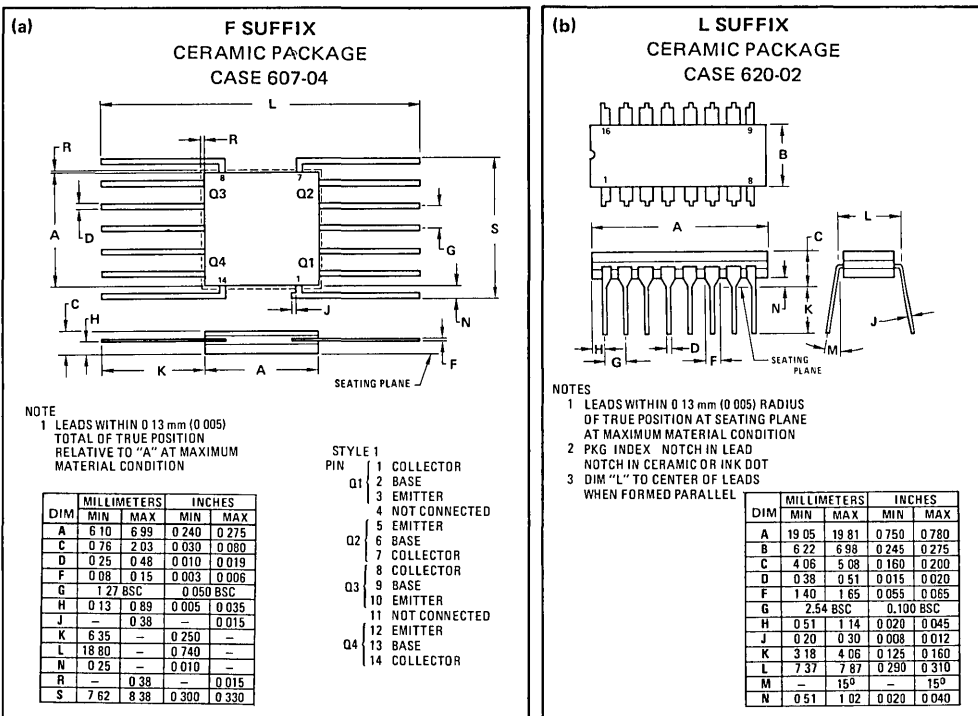 (a)
F SUFFIX
CERAMIC PACKAGE
CASE 607-04
L
R
R
8
7
Q3
Q2
A
D
S
G
Q4
Q1
14
1
C
J
N
H
F
K
A
SEATING PLANE
NOTE
1 LEADS WITHIN 0 13 mm (0 005)
TOTAL OF TRUE POSITION
RELATIVE TO "A" AT MAXIMUM
MATERIAL CONDITION
DIM MILLIMETERS INCHES
MIN MAX MIN MAX
A 6 10 6 99 0 240 0 275
C 0 76 2 03 0 030 0 080
D 0 25 0 48 0 010 0 019
F 0 08 0 15 0 003 0 006
G 1 27 BSC 0 050 BSC
H 0 13 0 89 0 005 0 035
J – 0 38 – 0 015
K 6 35 – 0 250 –
L 18 80 – 0 740 –
N 0 25 – 0 010 –
R – 0 38 – 0 015
S 7 62 8 38 0 300 0 330
STYLE 1
PIN
Q1 1 COLLECTOR
2 BASE
3 EMITTER
4 NOT CONNECTED
Q2 5 EMITTER
6 BASE
7 COLLECTOR
Q3 8 COLLECTOR
9 BASE
10 EMITTER
11 NOT CONNECTED
Q4 12 EMITTER
13 BASE
14 COLLECTOR
(b)
L SUFFIX
CERAMIC PACKAGE
CASE 620-02
16
9
B
1
8
A
L
C
N
K
J
H
G
D
F
M
SEATING
PLANE
NOTES
1 LEADS WITHIN 0 13 mm (0 005) RADIUS
OF TRUE POSITION AT SEATING PLANE
AT MAXIMUM MATERIAL CONDITION
2 PKG INDEX NOTCH IN LEAD
NOTCH IN CERAMIC OR INK DOT
3 DIM "L" TO CENTER OF LEADS
WHEN FORMED PARALLEL
DIM MILLIMETERS INCHES
MIN MAX MIN MAX
A 19 05 19 81 0 750 0 780
B 6 22 6 98 0 245 0 275
C 4 06 5 08 0 160 0 200
D 0 38 0 51 0 015 0 020
F 1 40 1 65 0 055 0 065
G 2.54 BSC 0.100 BSC
H 0 51 1 14 0 020 0 045
J 0 20 0 30 0 008 0 012
K 3 18 4 06 0 125 0 160
L 7 37 7 87 0 290 0 310
M – 15º – 15º
N 0 51 1 02 0 020 0 040